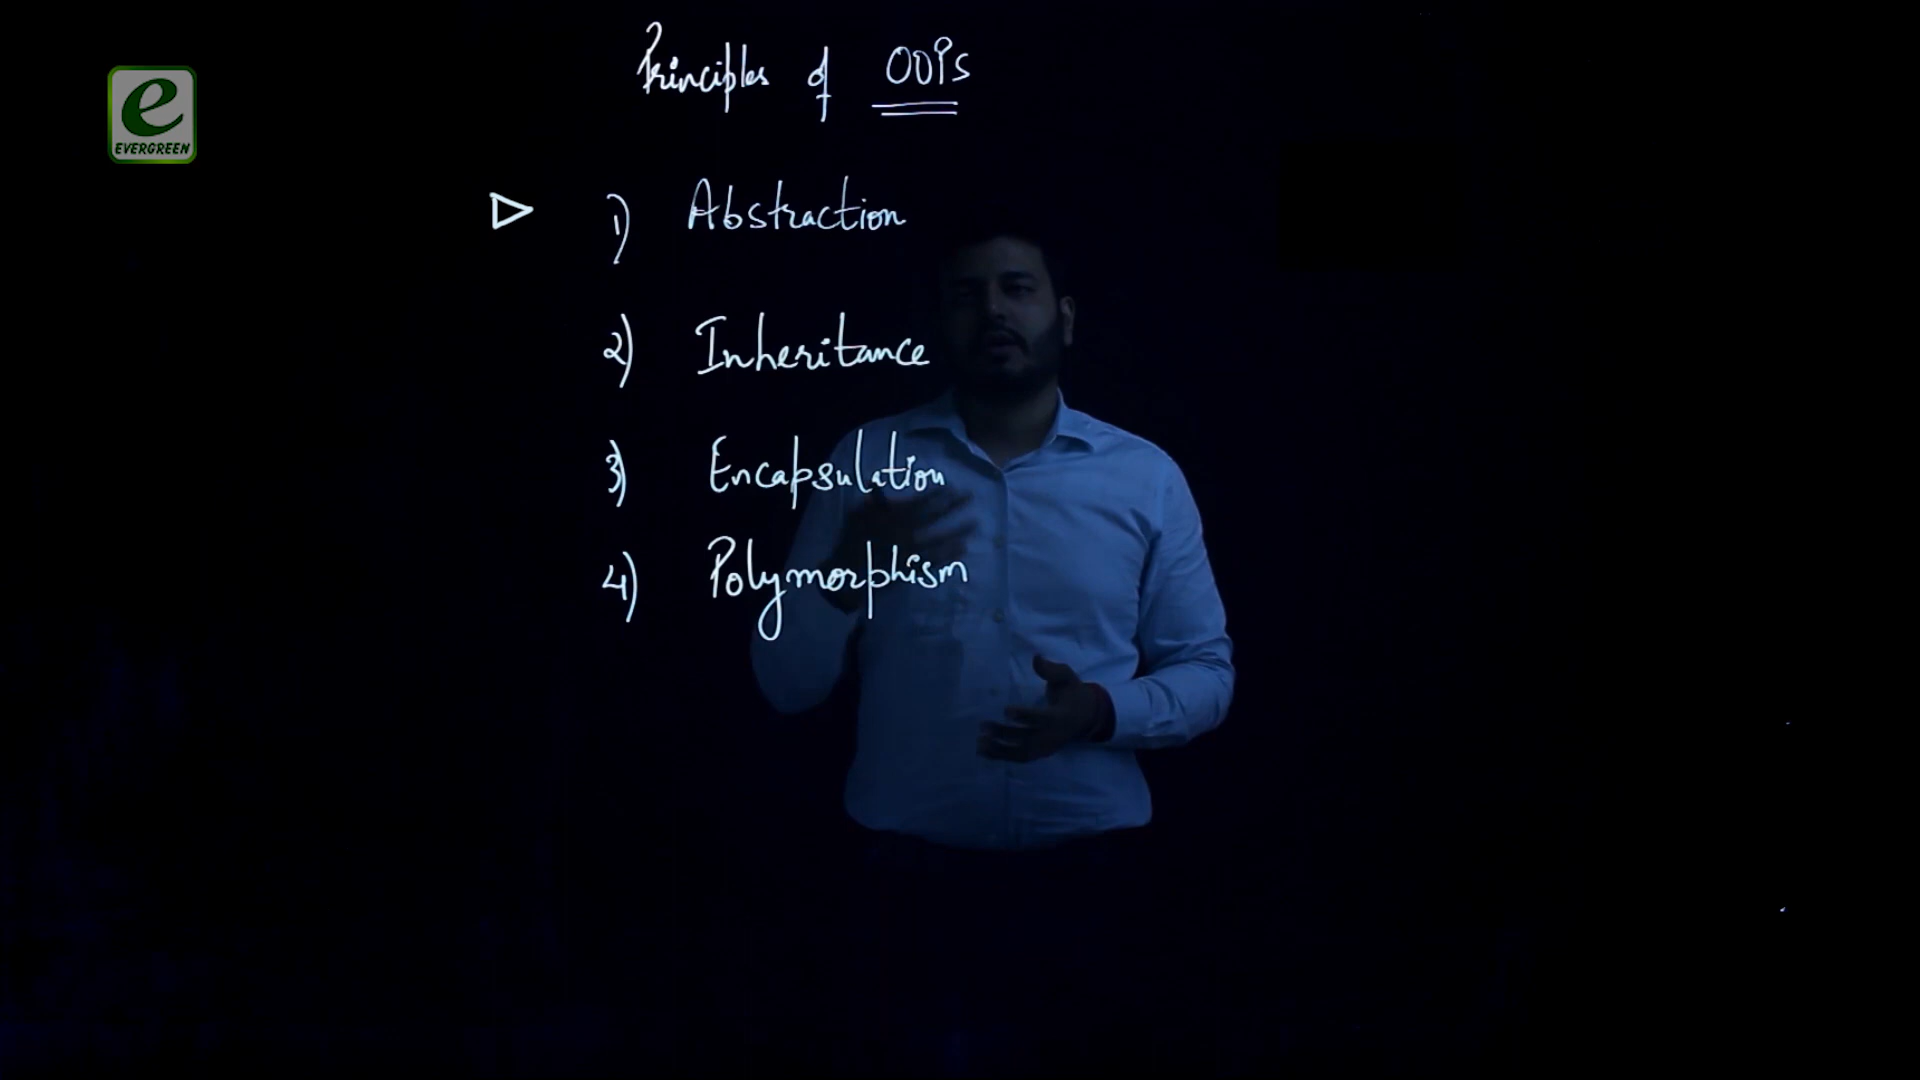 Principles of OOPs
e
EVERGREEN
1) Abstraction
2) Inheritance
3) Encapsulation
4) Polymorphism